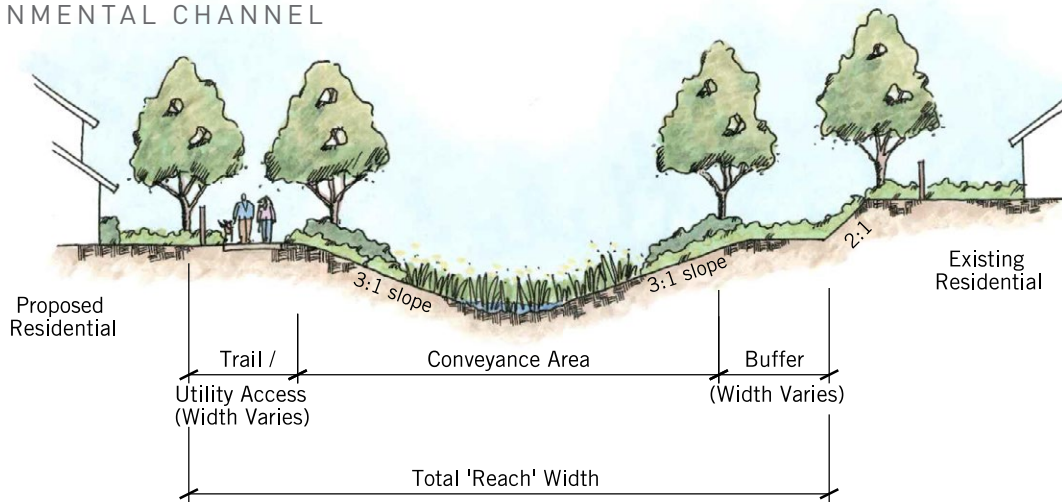 NMENTAL CHANNEL
3:1 slope
3:1 slope
2:1
Proposed
Residential
Existing
Residential
Trail /
Utility Access
(Width Varies)
Conveyance Area
Buffer
(Width Varies)
Total 'Reach' Width